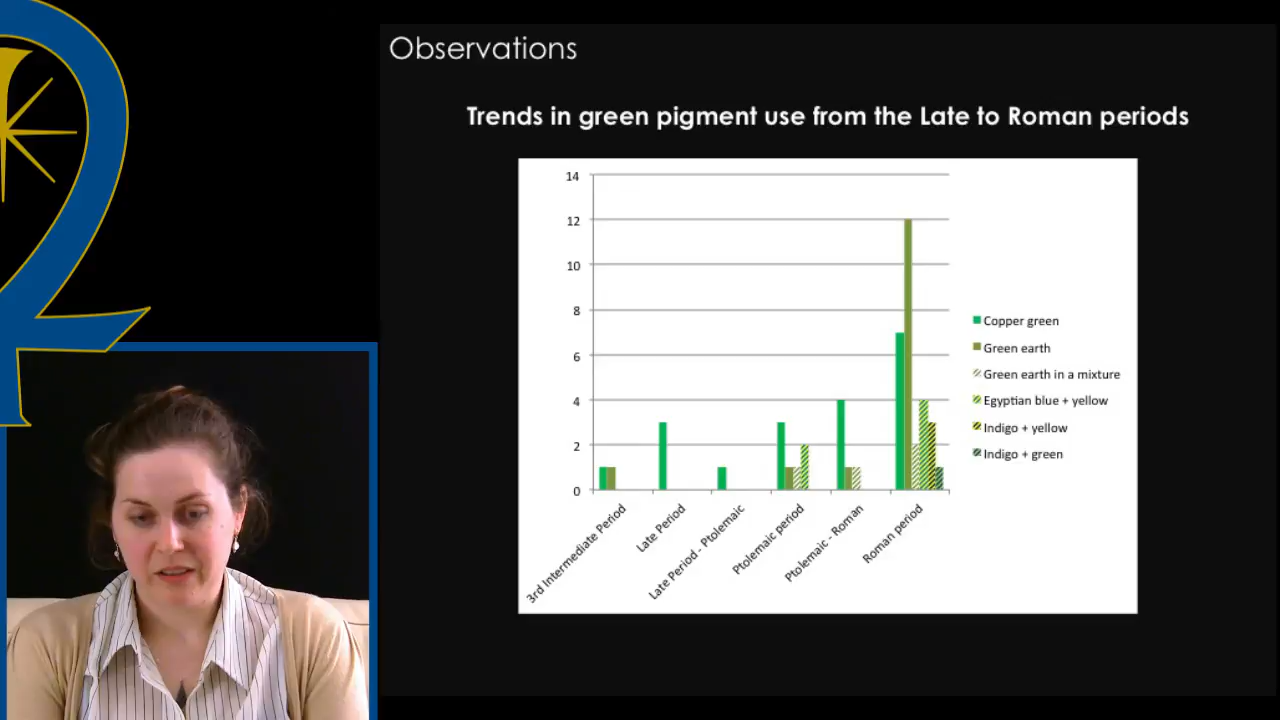 Observations
Trends in green pigment use from the Late to Roman periods
14
12
10
8
6
4
2
0
3rd Intermediate Period
Late Period
Late Period - Ptolemaic
Ptolemaic period
Ptolemaic - Roman
Roman period
Copper green
Green earth
Green earth in a mixture
Egyptian blue + yellow
Indigo + yellow
Indigo + green